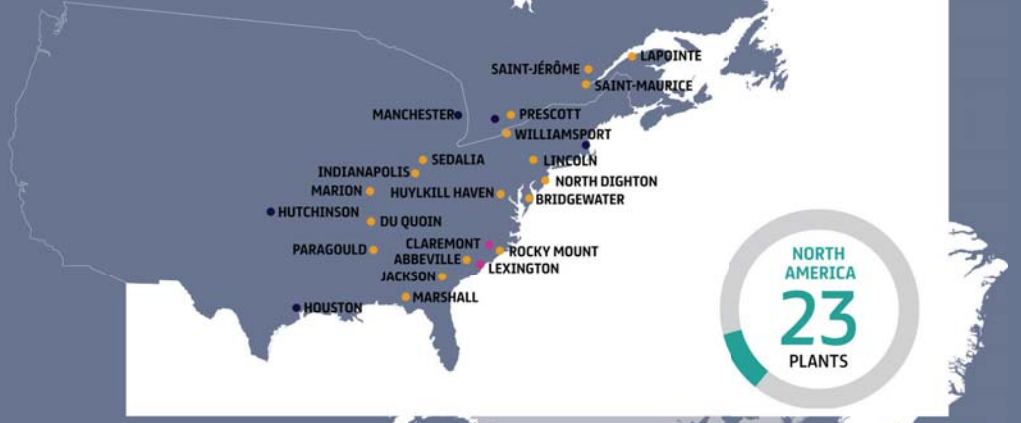 LAPOINTE
SAINT-JÉRÔME
SAINT-MAURICE
MANCHESTER
PRESCOTT
WILLIAMSPORT
SEDALIA
LINCOLN
INDIANAPOLIS
NORTH DIGHTON
MARION
HUYLKILL HAVEN
BRIDGEWATER
HUTCHINSON
DU QUOIN
CLAREMONT
PARAGOULD
ROCKY MOUNT
ABBEVILLE
LEXINGTON
JACKSON
MARSHALL
HOUSTON
NORTH
AMERICA
23
PLANTS